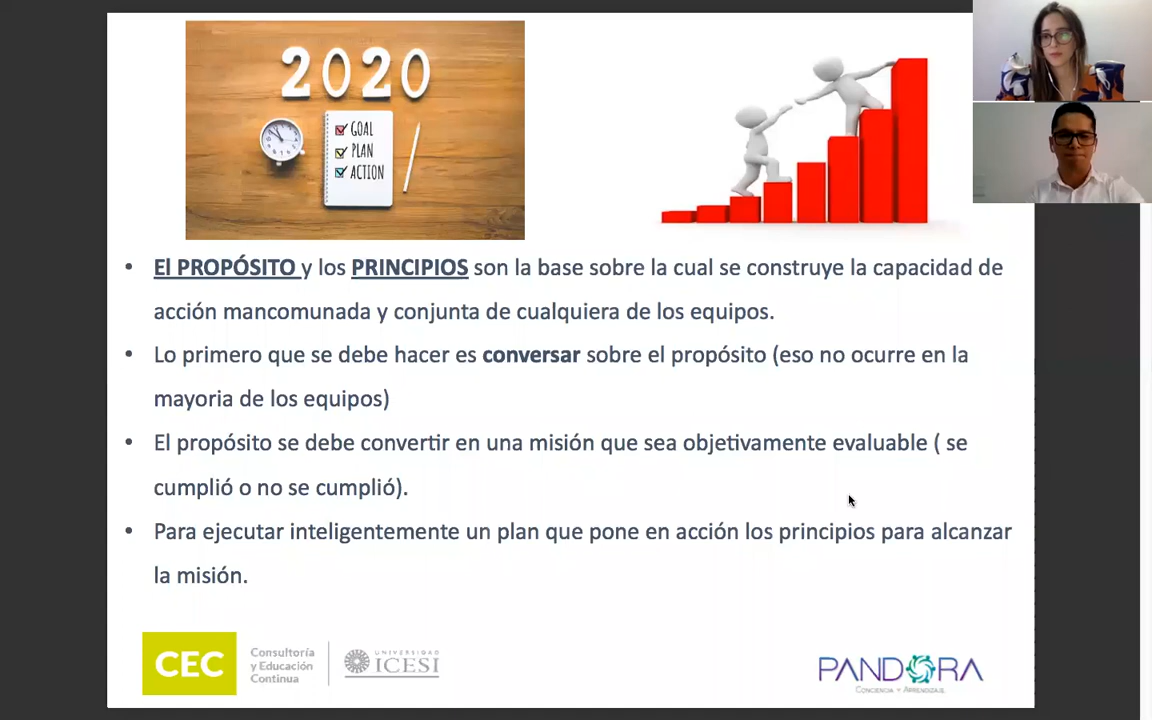 2020
GOAL
PLAN
ACTION
• El PROPÓSITO y los PRINCIPIOS son la base sobre la cual se construye la capacidad de
acción mancomunada y conjunta de cualquiera de los equipos.
• Lo primero que se debe hacer es conversar sobre el propósito (eso no ocurre en la
mayoria de los equipos)
• El propósito se debe convertir en una misión que sea objetivamente evaluable ( se
cumplió o no se cumplió).
• Para ejecutar inteligentemente un plan que pone en acción los principios para alcanzar
la misión.
CEC
Consultoría
y Educación
Continua
UNIVERSIDAD
ICESI
PANDORA
CONCIENCIA + APRENDIZAJE